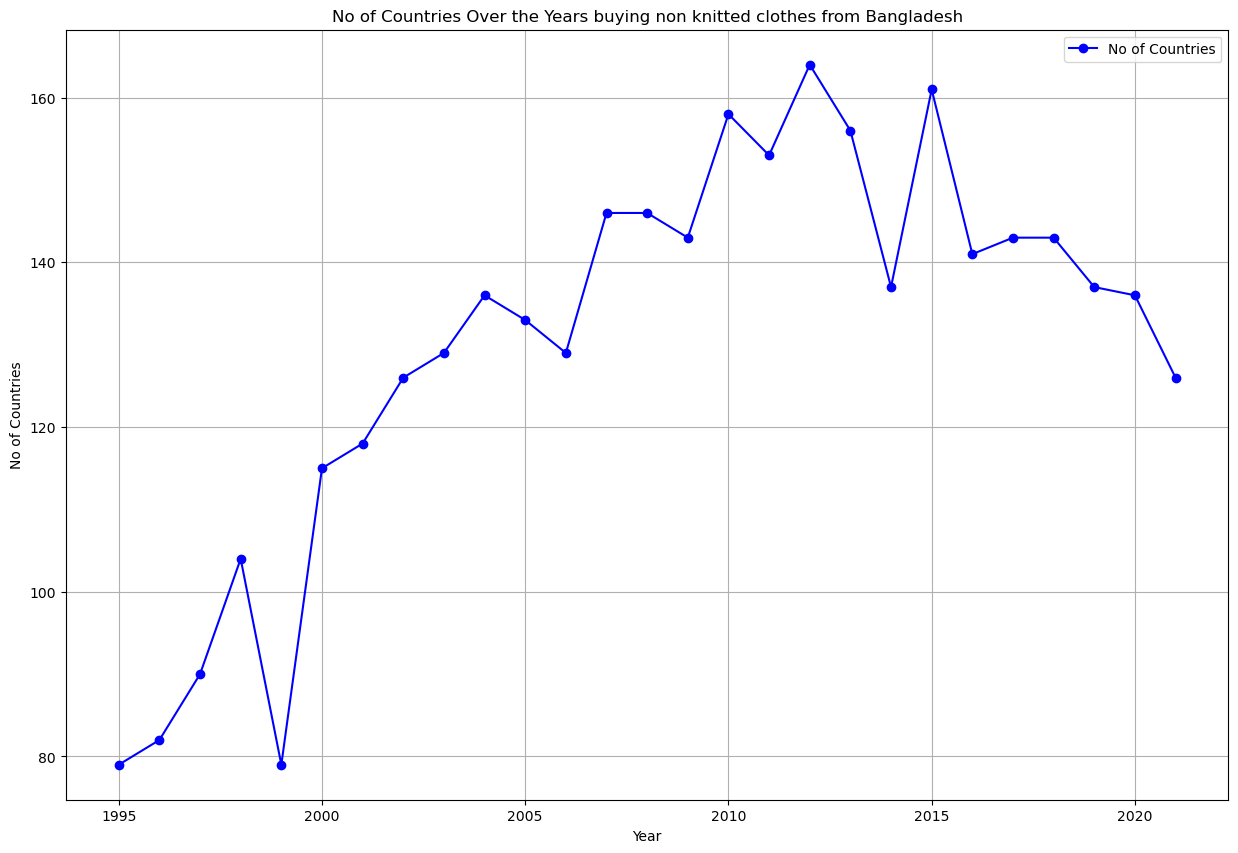 No of Countries Over the Years buying non knitted clothes from Bangladesh
No of Countries
160
140
120
100
80
No of Countries
1995 2000 2005 2010 2015 2020
Year